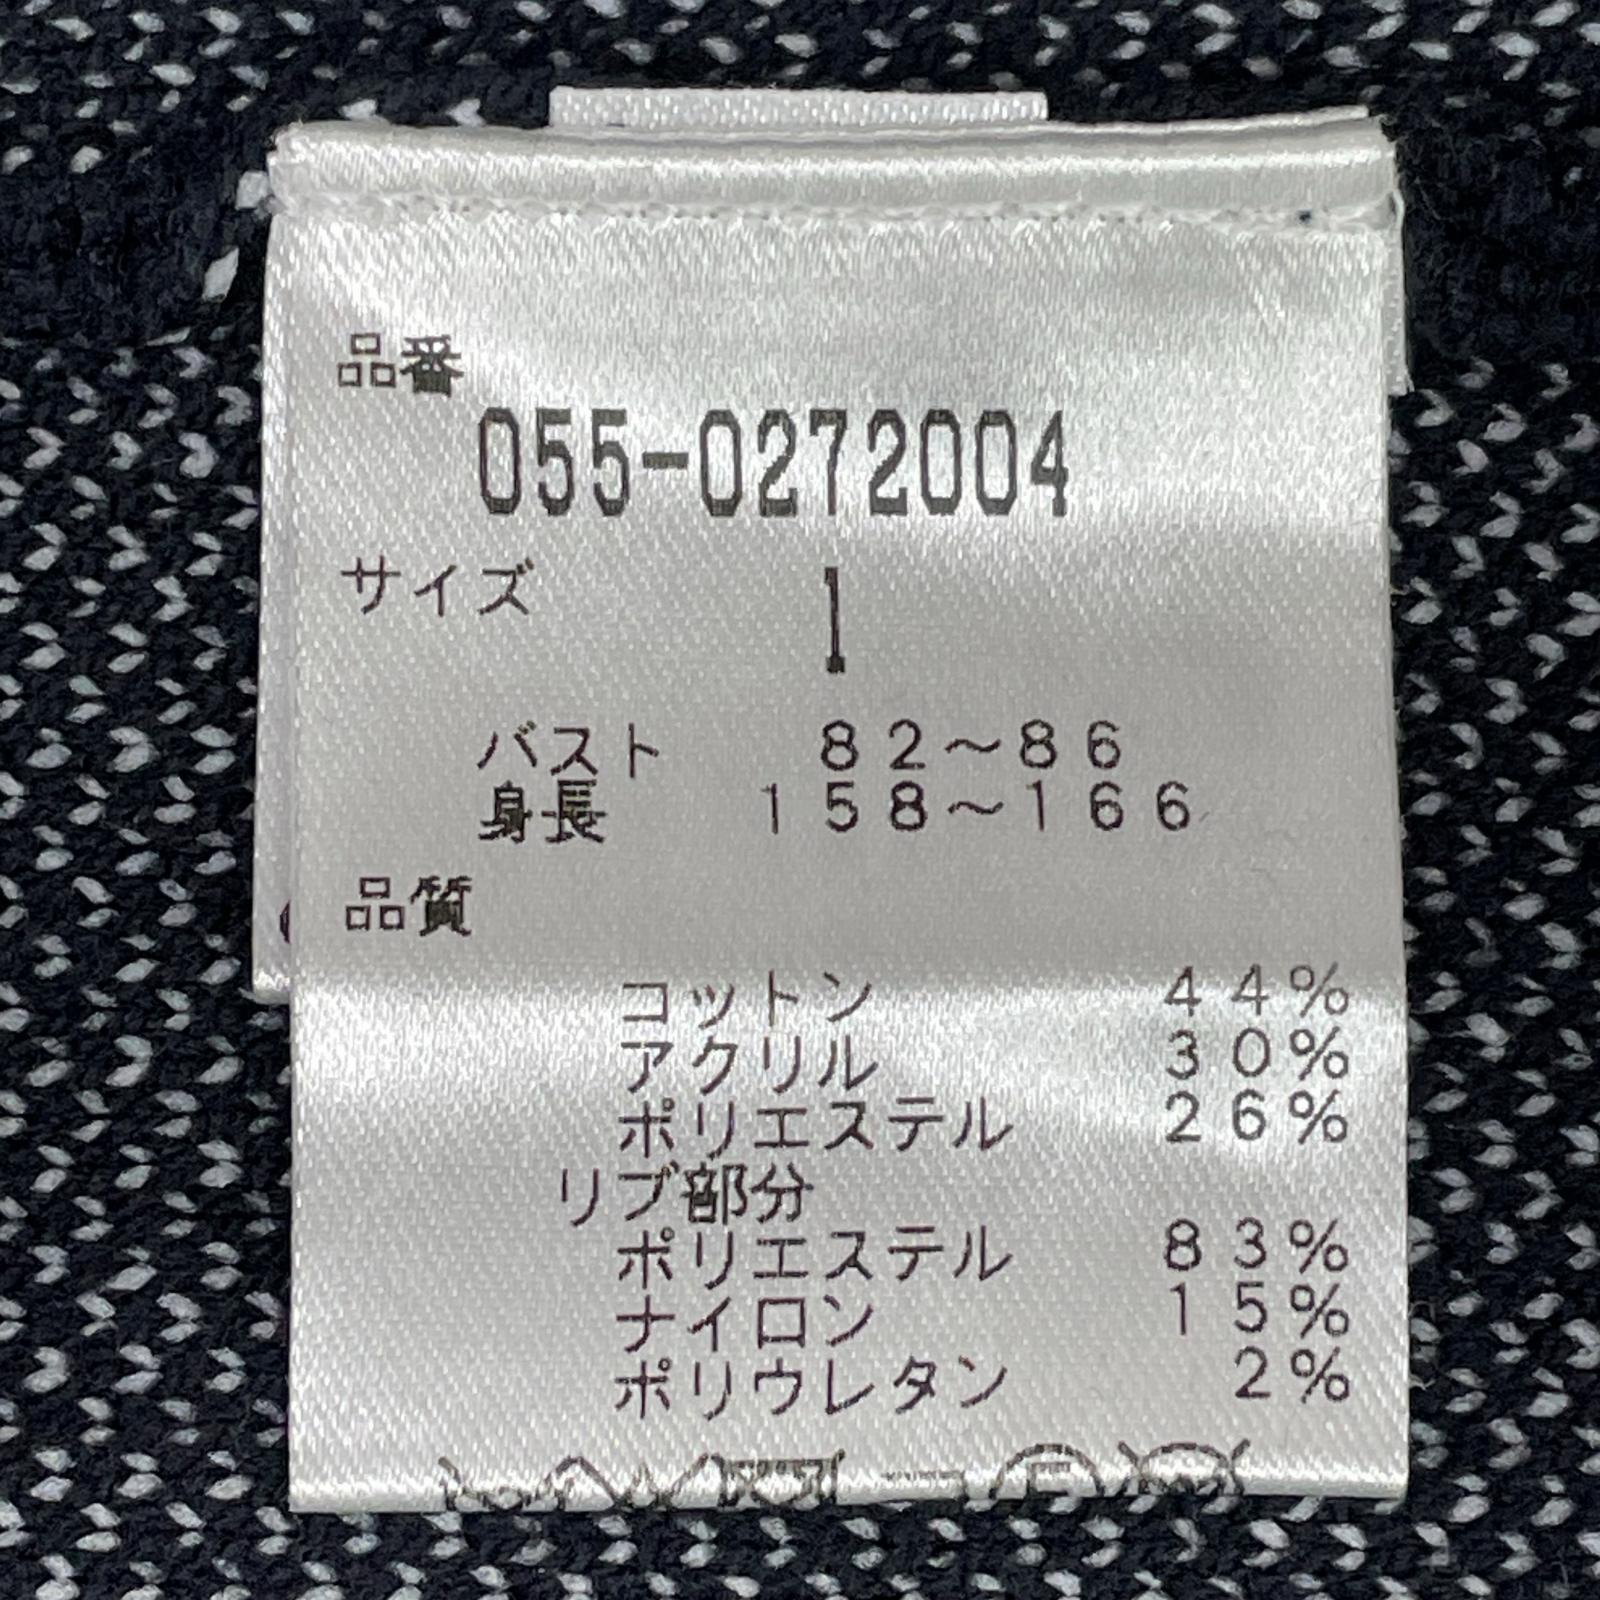 品番
055-0272004
サイズ 1
バスト 82～86
身長 158～166
品質
コットン 44%
アクリル 30%
ポリエステル 26%
リブ部分
ポリエステル 83%
ナイロン 15%
ポリウレタン 2%